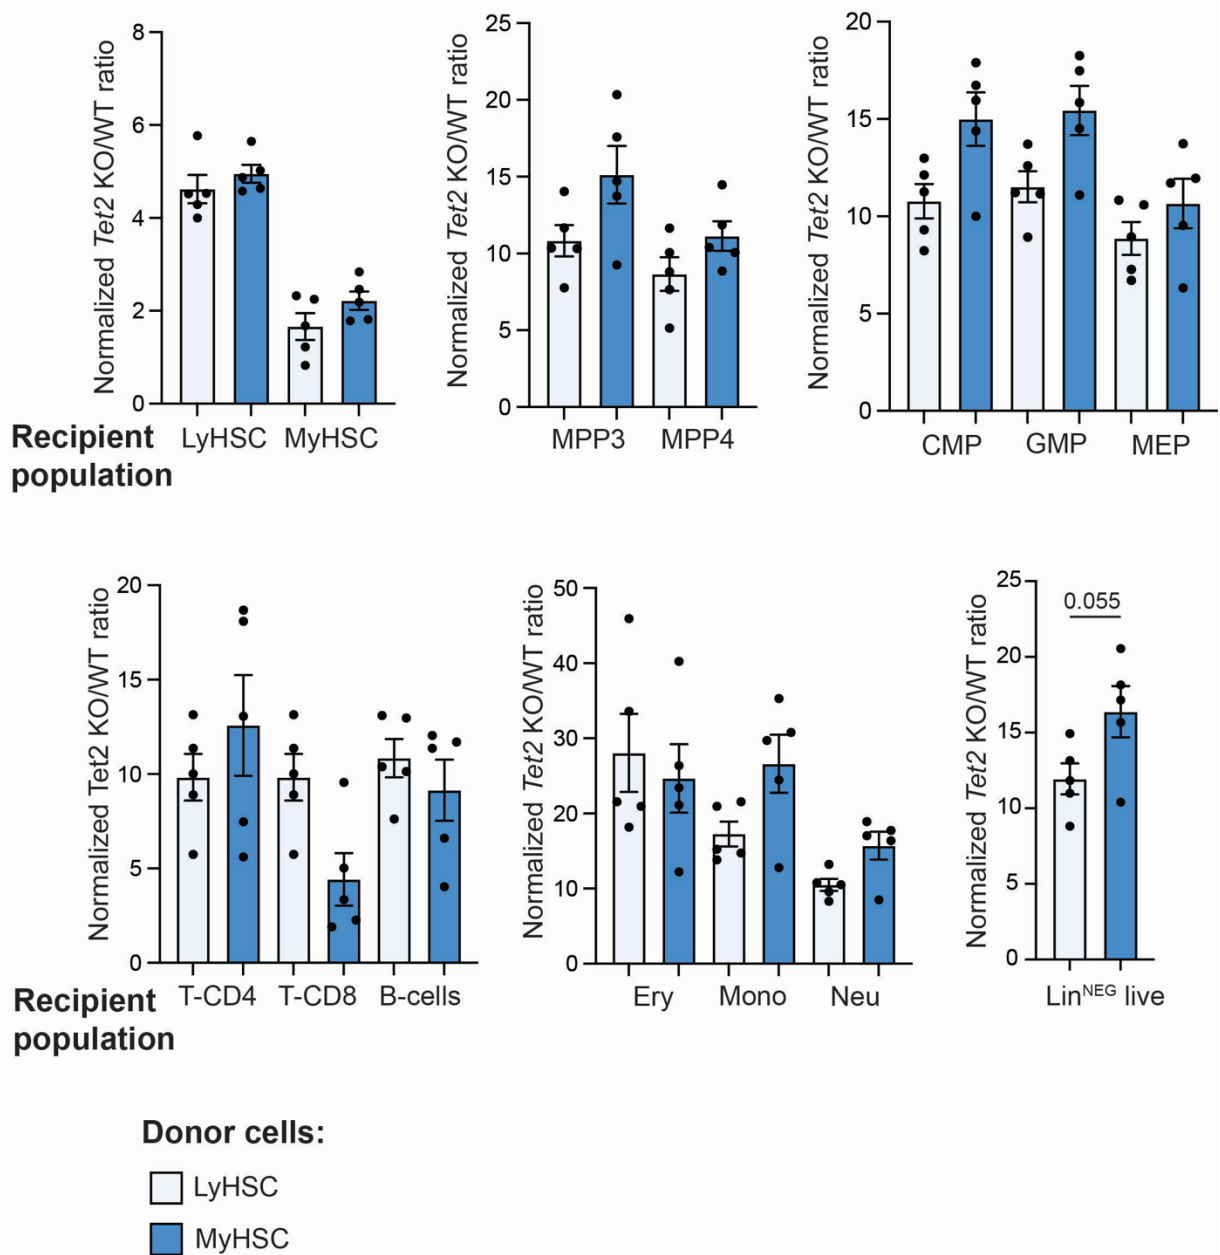 Normalized Tet2 KO/WT ratio
8
6
4
2
0
LyHSC MyHSC
Normalized Tet2 KO/WT ratio
25
20
15
10
5
0
MPP3 MPP4
Normalized Tet2 KO/WT ratio
20
15
10
5
0
CMP GMP MEP
Recipient
population
Normalized Tet2 KO/WT ratio
20
15
10
5
0
T-CD4 T-CD8 B-cells
Normalized Tet2 KO/WT ratio
50
40
30
20
10
0
Ery Mono Neu
Normalized Tet2 KO/WT ratio
25
20
15
10
5
0
0.055
Lin^NEG live
Recipient
population
Donor cells:
LyHSC
MyHSC